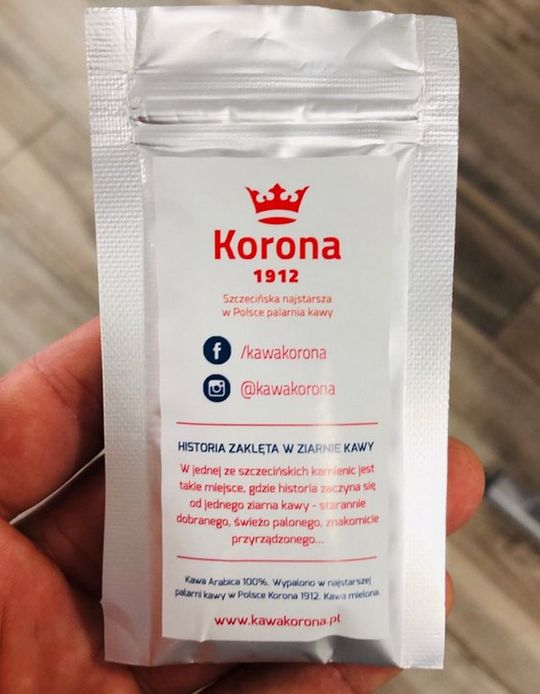 Korona
1912
Szczecińska najstarsza
w Polsce palarnia kawy
/kawakorona
@kawakorona
HISTORIA ZAKLĘTA W ZIARNIE KAWY
W jednej ze szczecińskich kamienic jest
takie miejsce, gdzie historia zaczyna się
od jednego ziarna kawy - starannie
dobranego, świeżo palonego, znakomicie
przyrządzonego...
Kawa Arabica 100%. Wypalono w najstarszej
palarni kawy w Polsce Korona 1912. Kawa mielona.
www.kawakorona.pl